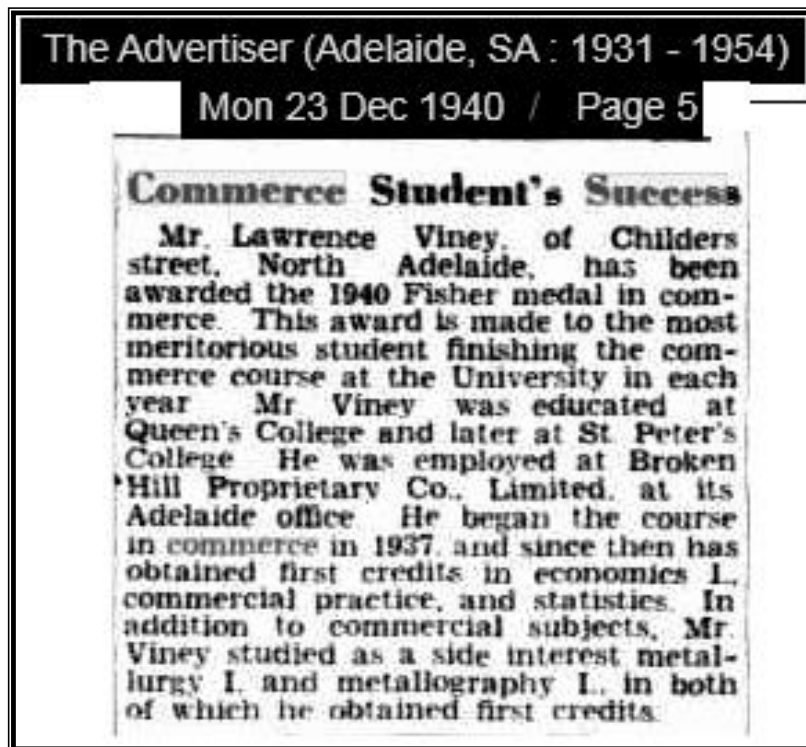 The Advertiser (Adelaide, SA : 1931 - 1954)
Mon 23 Dec 1940 / Page 5
Commerce Student's Success
Mr. Lawrence Viney, of Childers
street, North Adelaide, has been
awarded the 1940 Fisher medal in com-
merce. This award is made to the most
meritorious student finishing the com-
merce course at the University in each
year Mr Viney was educated at
Queen's College and later at St. Peter's
College He was employed at Broken
Hill Proprietary Co., Limited, at its
Adelaide office He began the course
in commerce in 1937, and since then has
obtained first credits in economics I.,
commercial practice, and statistics. In
addition to commercial subjects, Mr.
Viney studied as a side interest metal-
lurgy I. and metallography I., in both
of which he obtained first credits.